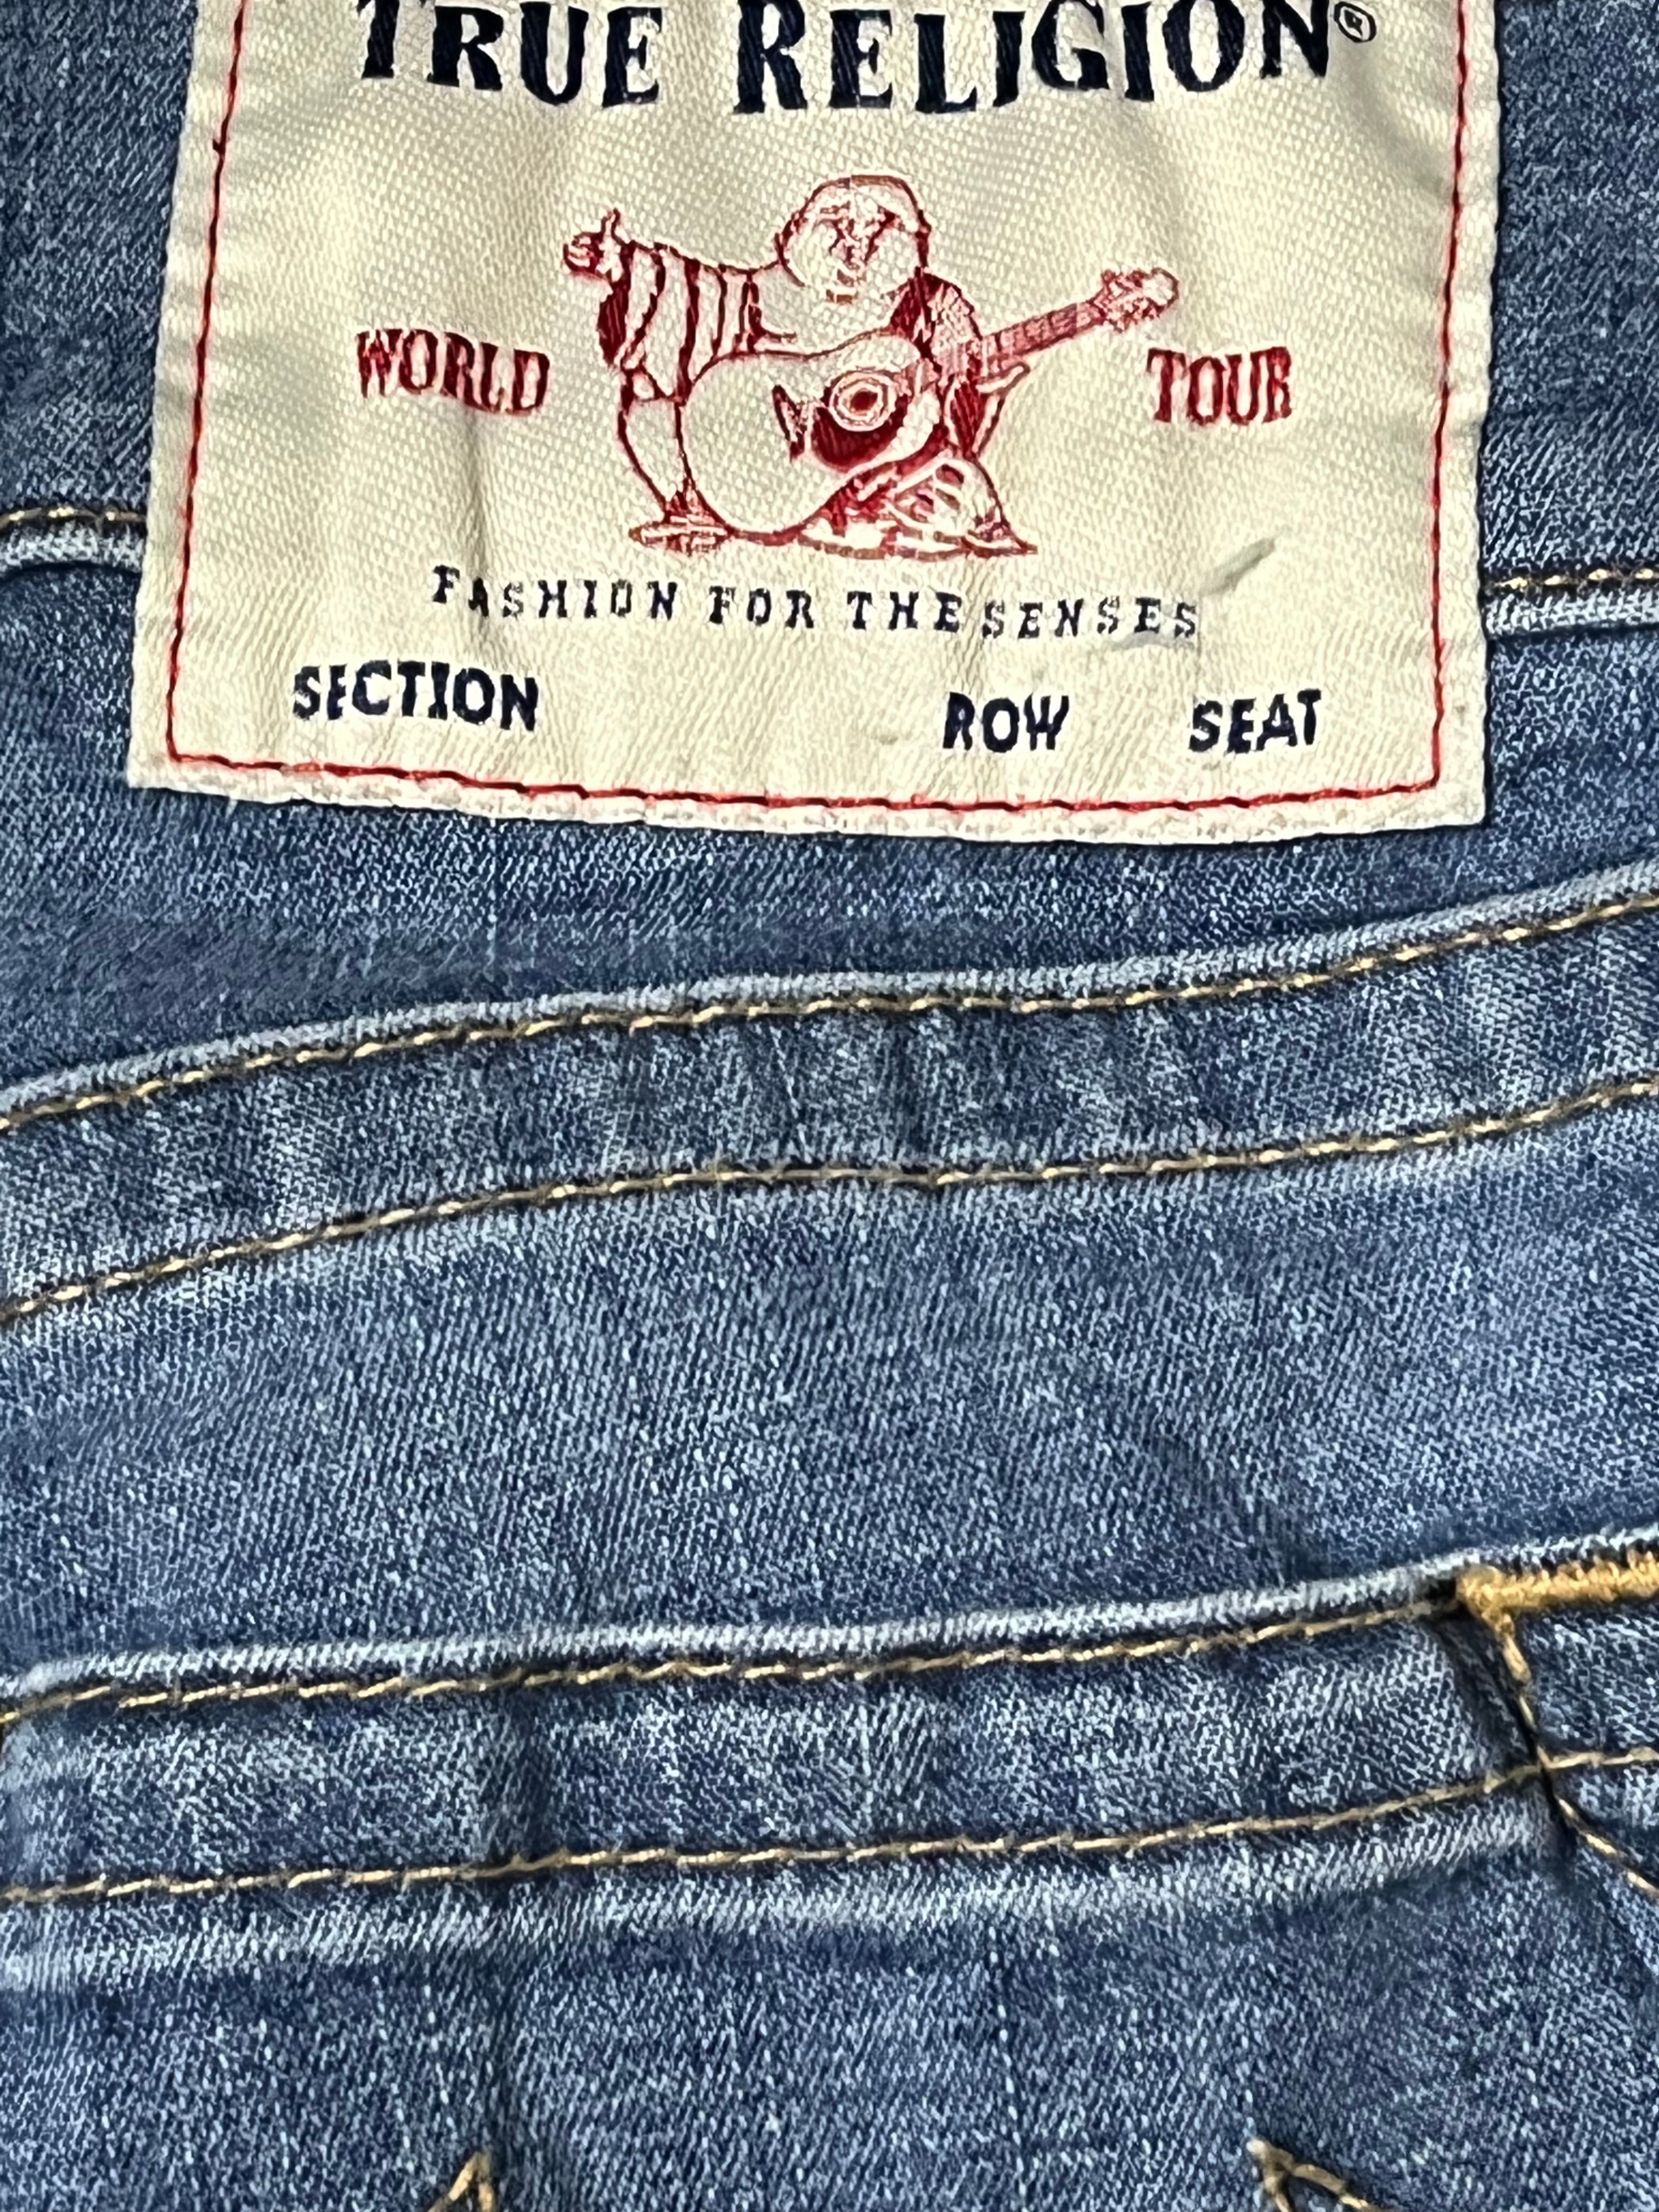 TRUE RELIGION®
WORLD TOUR
FASHION FOR THE SENSES
SECTION ROW SEAT